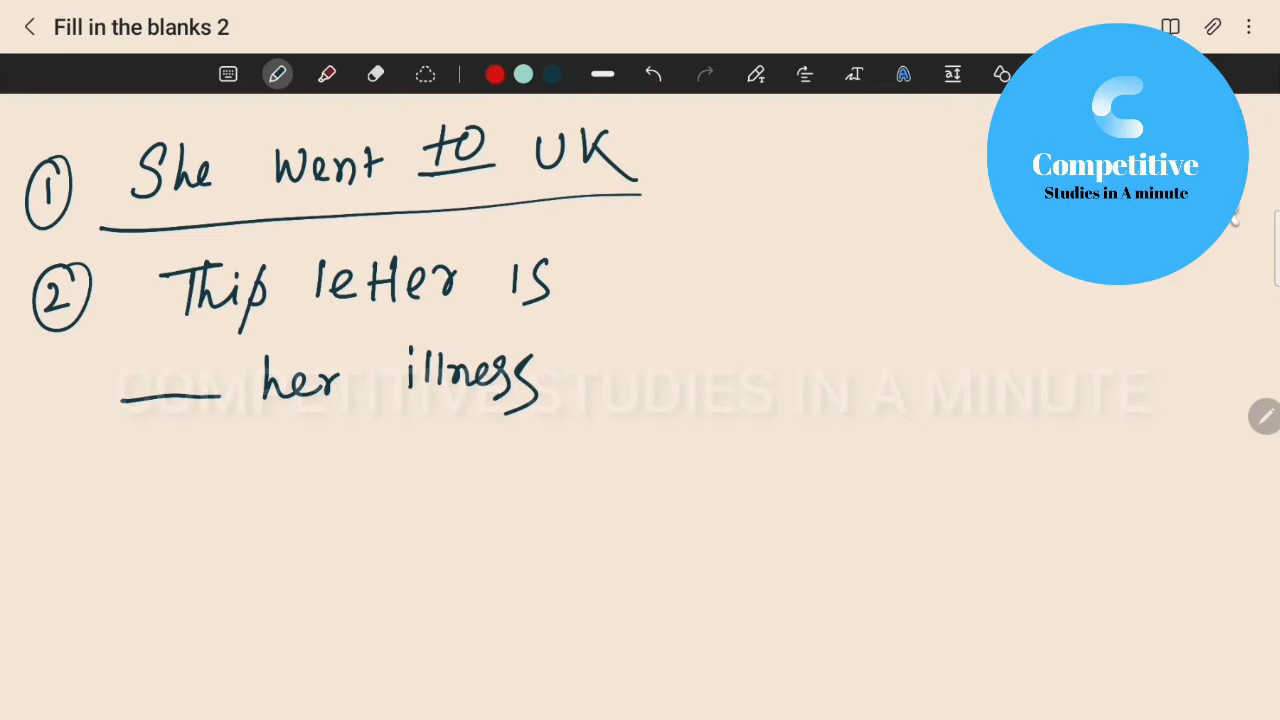 Fill in the blanks 2
Competitive
Studies in A minute
① She went to UK
② This letter is
____ her illness
COMPETITIVE STUDIES IN A MINUTE